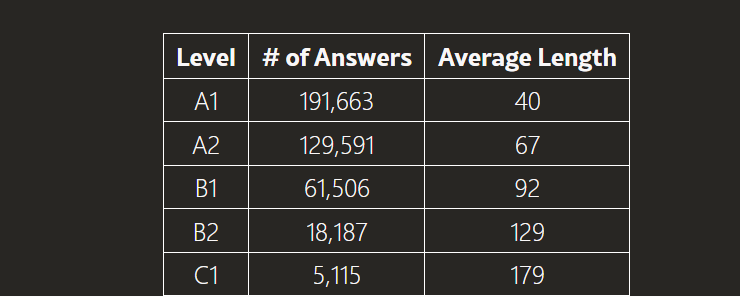 Level # of Answers Average Length
A1 191,663 40
A2 129,591 67
B1 61,506 92
B2 18,187 129
C1 5,115 179